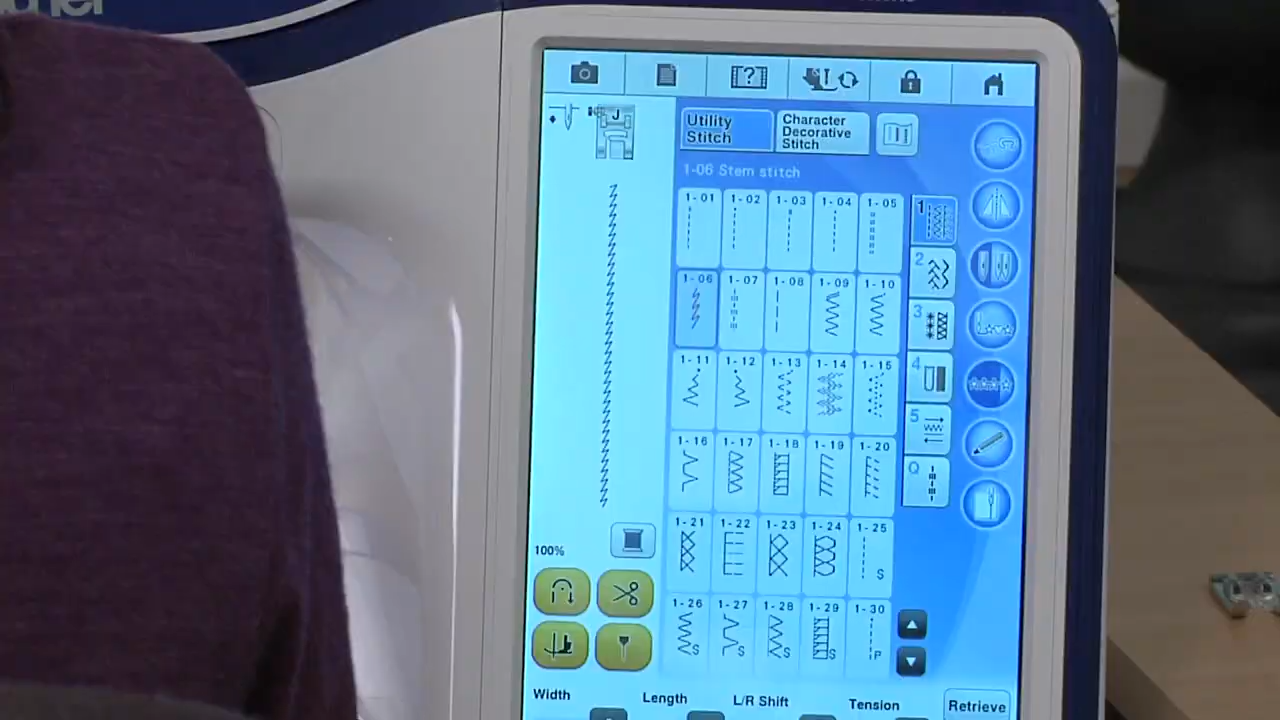 J
Utility
Stitch
Character
Decorative
Stitch
1-06 Stem stitch
1-01 1-02 1-03 1-04 1-05
1
1-06 1-07 1-08 1-09 1-10
2
3
1-11 1-12 1-13 1-14 1-15
4
5
1-16 1-17 1-18 1-19 1-20
Q
1-21 1-22 1-23 1-24 1-25
S
100%
1-26 1-27 1-28 1-29 1-30
S S S S P
Width Length L/R Shift Tension Retrieve